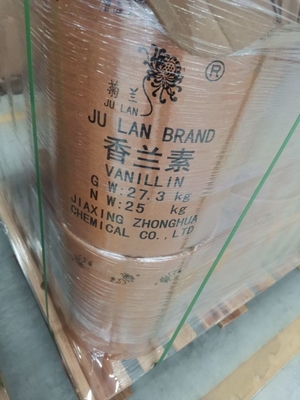 菊兰
®
JU LAN
JU LAN BRAND
香兰素
VANILLIN
G W:27.3 kg
N W:25 kg
JIAXING ZHONGHUA
CHEMICAL CO.,LTD